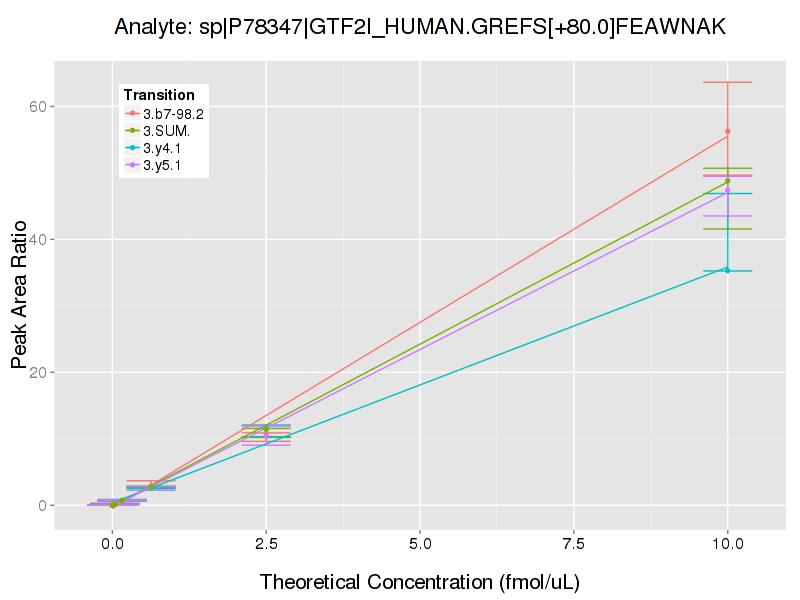 Analyte: sp|P78347|GTF2I_HUMAN.GREFS[+80.0]FEAWNAK
Transition
3.b7-98.2
3.SUM.
3.y4.1
3.y5.1
Peak Area Ratio
60
40
20
0
0.0 2.5 5.0 7.5 10.0
Theoretical Concentration (fmol/uL)